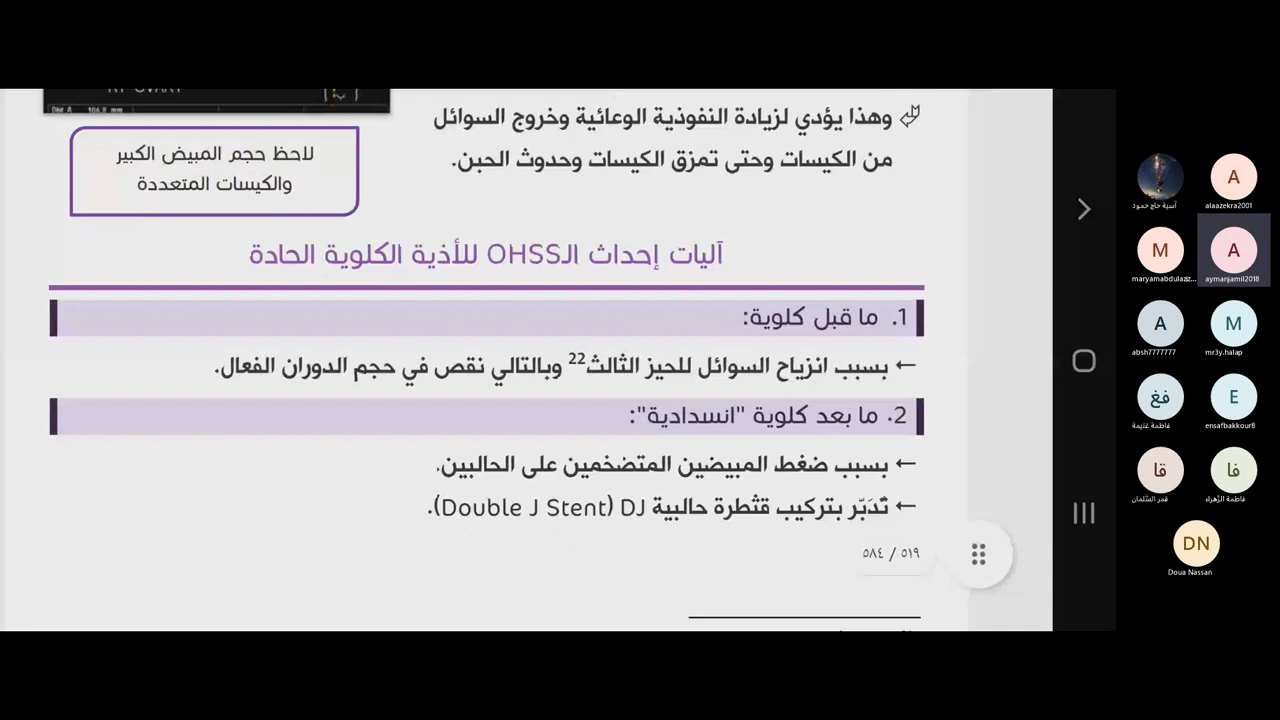 وهذا يؤدي لزيادة النفوذية الوعائية وخروج السوائل
من الكيسات وحتى تمزق الكيسات وحدوث الحبن.
لاحظ حجم المبيض الكبير
والكيسات المتعددة
آليات إحداث الـOHSS للأذية الكلوية الحادة
1. ما قبل كلوية:
← بسبب انزياح السوائل للحيز الثالث22 وبالتالي نقص في حجم الدوران الفعال.
2. ما بعد كلوية "انسدادية":
← بسبب ضغط المبيضين المتضخمين على الحالبين.
← تُدَبّر بتركيب قثطرة حالبية DJ (Double J Stent).
٥١٩ / ٥٨٤
آسية حاج حمود
A
alaazekra2001
M
maryamabdulaziz...
A
aymanjamil2018
A
absh7777777
M
mr3y.halap
فغ
فاطمة غنيمة
E
ensafbakkour8
قا
قمر السلمان
فا
فاطمة الزهراء
DN
Doua Nassan